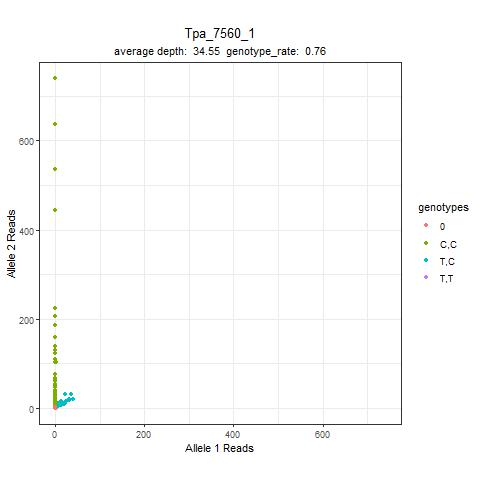 Tpa_7560_1
average depth: 34.55 genotype_rate: 0.76
Allele 2 Reads
600
400
200
0
0 200 400 600
Allele 1 Reads
genotypes
0
C,C
T,C
T,T